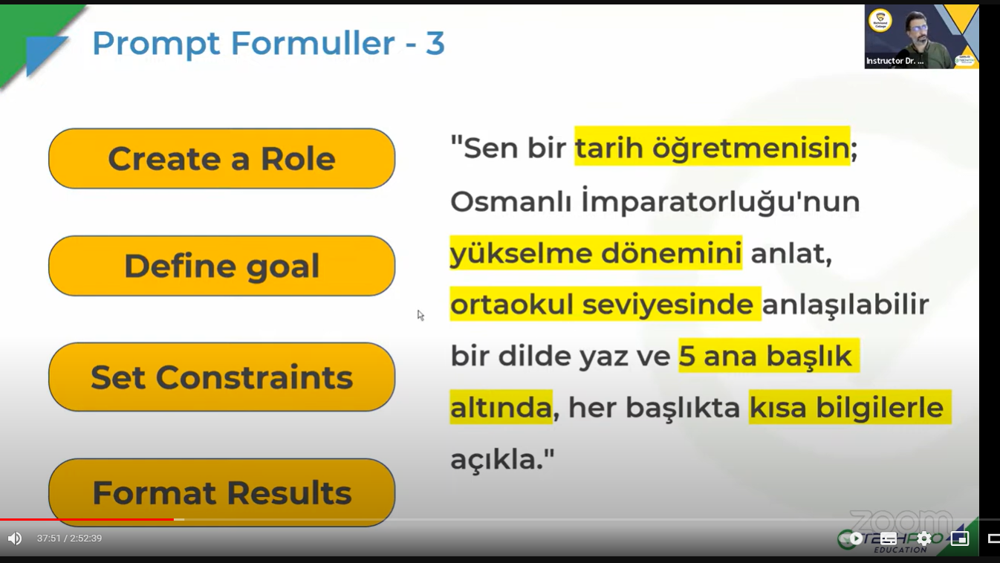 Prompt Formuller - 3
Richmond
College
Instructor Dr. ...
Create a Role
Define goal
Set Constraints
Format Results
"Sen bir tarih öğretmenisin;
Osmanlı İmparatorluğu'nun
yükselme dönemini anlat,
ortaokul seviyesinde anlaşılabilir
bir dilde yaz ve 5 ana başlık
altında, her başlıkta kısa bilgilerle
açıkla."
zoom
TECHPRO
EDUCATION
37:51 / 2:52:39